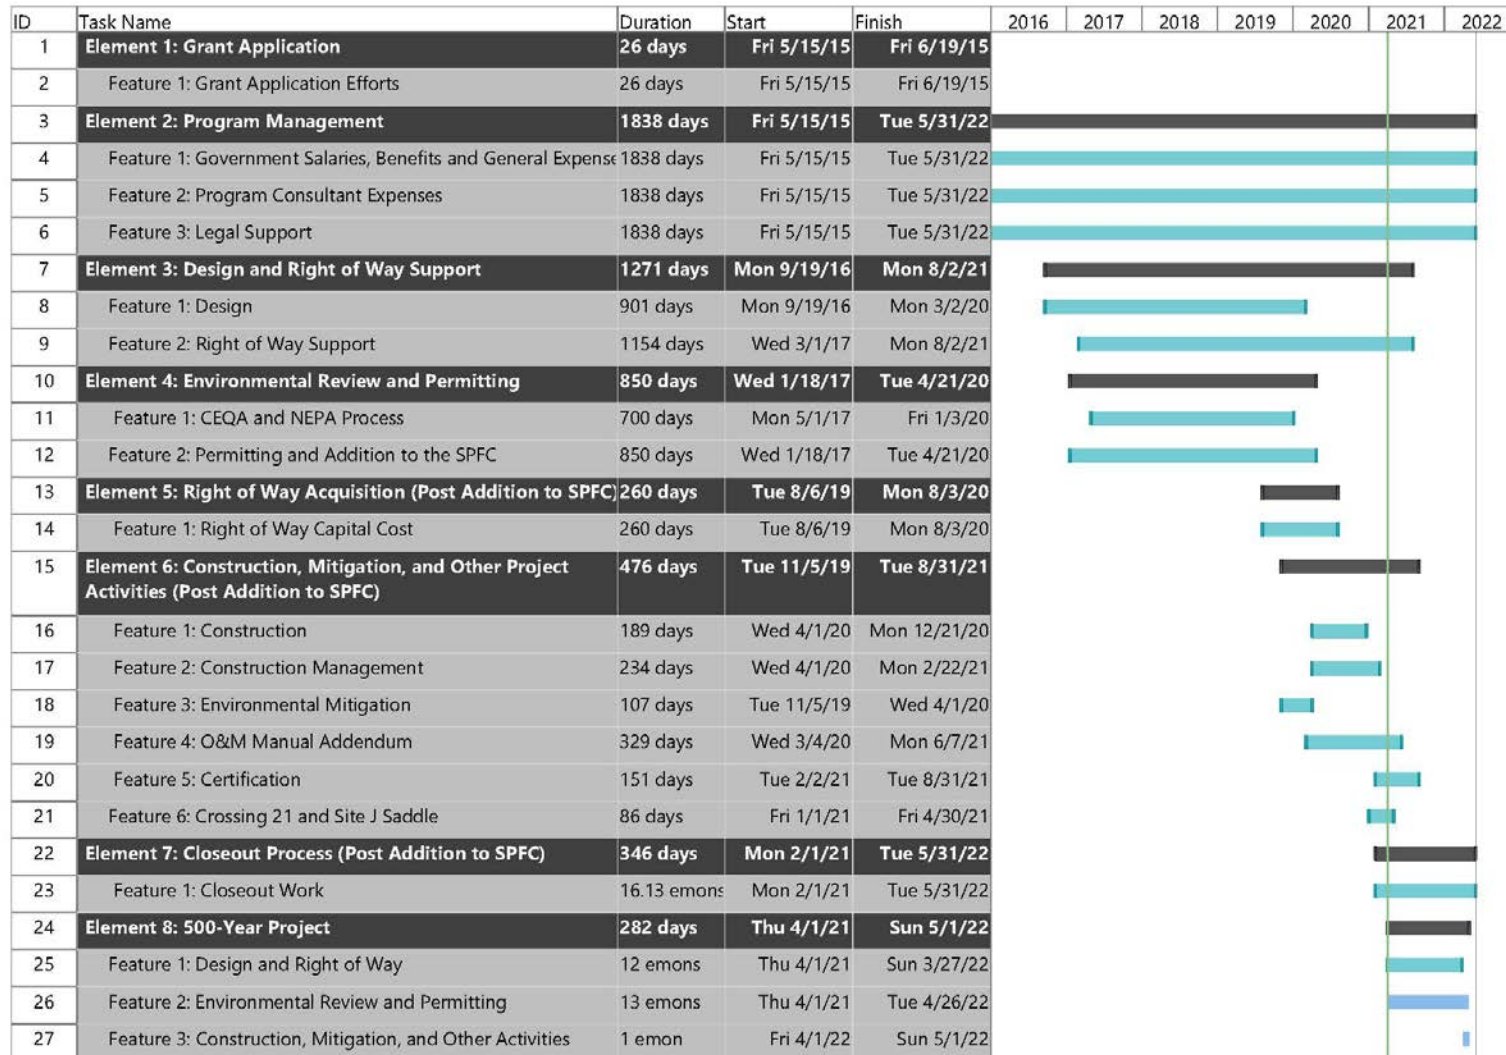 ID Task Name Duration Start Finish 2016 2017 2018 2019 2020 2021 2022
1 Element 1: Grant Application 26 days Fri 5/15/15 Fri 6/19/15
2 Feature 1: Grant Application Efforts 26 days Fri 5/15/15 Fri 6/19/15
3 Element 2: Program Management 1838 days Fri 5/15/15 Tue 5/31/22
4 Feature 1: Government Salaries, Benefits and General Expense 1838 days Fri 5/15/15 Tue 5/31/22
5 Feature 2: Program Consultant Expenses 1838 days Fri 5/15/15 Tue 5/31/22
6 Feature 3: Legal Support 1838 days Fri 5/15/15 Tue 5/31/22
7 Element 3: Design and Right of Way Support 1271 days Mon 9/19/16 Mon 8/2/21
8 Feature 1: Design 901 days Mon 9/19/16 Mon 3/2/20
9 Feature 2: Right of Way Support 1154 days Wed 3/1/17 Mon 8/2/21
10 Element 4: Environmental Review and Permitting 850 days Wed 1/18/17 Tue 4/21/20
11 Feature 1: CEQA and NEPA Process 700 days Mon 5/1/17 Fri 1/3/20
12 Feature 2: Permitting and Addition to the SPFC 850 days Wed 1/18/17 Tue 4/21/20
13 Element 5: Right of Way Acquisition (Post Addition to SPFC) 260 days Tue 8/6/19 Mon 8/3/20
14 Feature 1: Right of Way Capital Cost 260 days Tue 8/6/19 Mon 8/3/20
15 Element 6: Construction, Mitigation, and Other Project 476 days Tue 11/5/19 Tue 8/31/21
Activities (Post Addition to SPFC)
16 Feature 1: Construction 189 days Wed 4/1/20 Mon 12/21/20
17 Feature 2: Construction Management 234 days Wed 4/1/20 Mon 2/22/21
18 Feature 3: Environmental Mitigation 107 days Tue 11/5/19 Wed 4/1/20
19 Feature 4: O&M Manual Addendum 329 days Wed 3/4/20 Mon 6/7/21
20 Feature 5: Certification 151 days Tue 2/2/21 Tue 8/31/21
21 Feature 6: Crossing 21 and Site J Saddle 86 days Fri 1/1/21 Fri 4/30/21
22 Element 7: Closeout Process (Post Addition to SPFC) 346 days Mon 2/1/21 Tue 5/31/22
23 Feature 1: Closeout Work 16.13 emons Mon 2/1/21 Tue 5/31/22
24 Element 8: 500-Year Project 282 days Thu 4/1/21 Sun 5/1/22
25 Feature 1: Design and Right of Way 12 emons Thu 4/1/21 Sun 3/27/22
26 Feature 2: Environmental Review and Permitting 13 emons Thu 4/1/21 Tue 4/26/22
27 Feature 3: Construction, Mitigation, and Other Activities 1 emon Fri 4/1/22 Sun 5/1/22